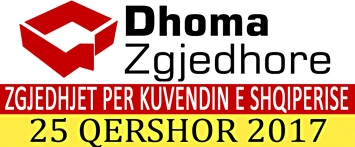 Dhoma
Zgjedhore
ZGJEDHJET PER KUVENDIN E SHQIPERISE
25 QERSHOR 2017